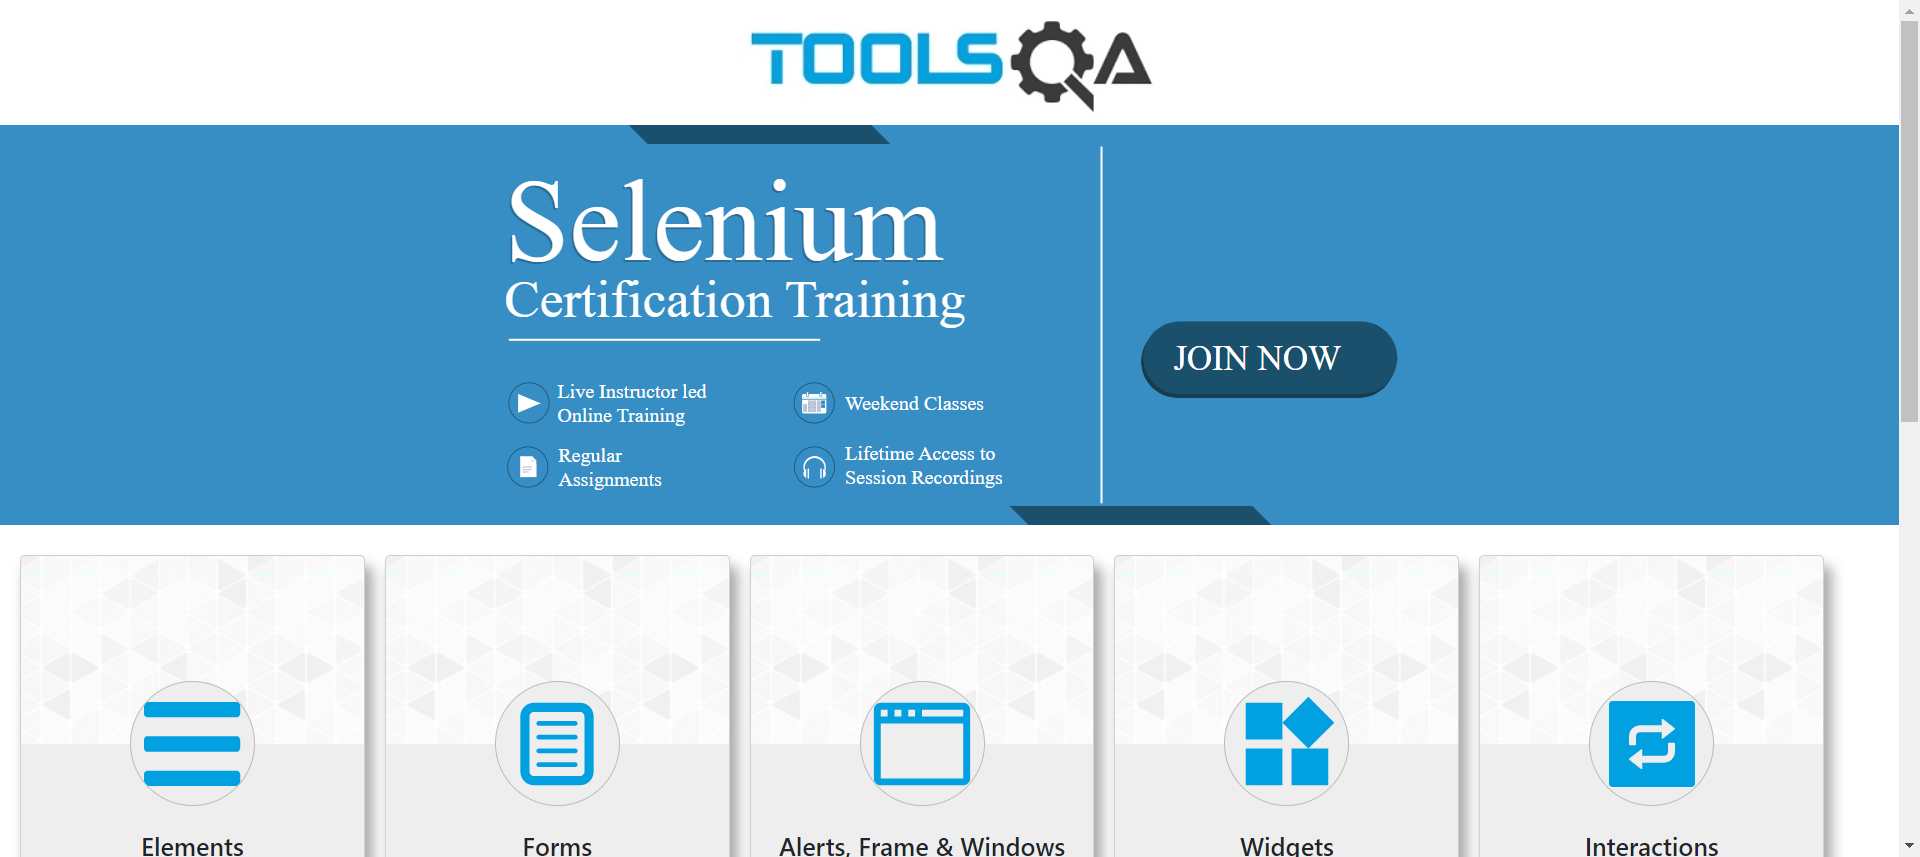 TOOLSQA
Selenium
Certification Training
JOIN NOW
Live Instructor led
Online Training
Weekend Classes
Regular
Assignments
Lifetime Access to
Session Recordings
Elements
Forms
Alerts, Frame & Windows
Widgets
Interactions